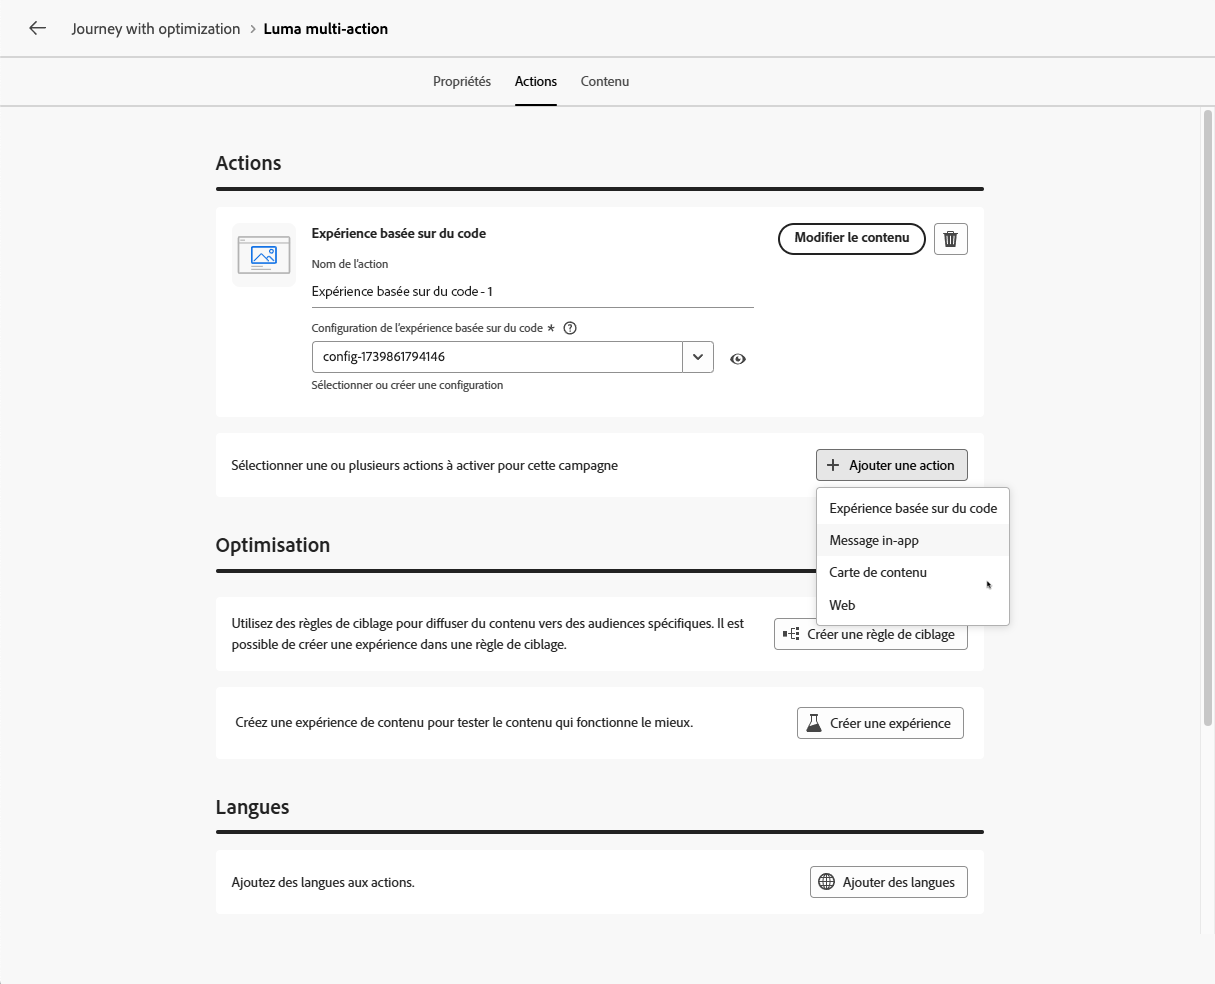 Journey with optimization > Luma multi-action
Propriétés Actions Contenu
Actions
Expérience basée sur du code
Modifier le contenu
Nom de l'action
Expérience basée sur du code - 1
Configuration de l'expérience basée sur du code *
config-1739861794146
Sélectionner ou créer une configuration
Sélectionner une ou plusieurs actions à activer pour cette campagne
Ajouter une action
Expérience basée sur du code
Message in-app
Carte de contenu
Web
Optimisation
Utilisez des règles de ciblage pour diffuser du contenu vers des audiences spécifiques. Il est
possible de créer une expérience dans une règle de ciblage.
Créer une règle de ciblage
Créez une expérience de contenu pour tester le contenu qui fonctionne le mieux.
Créer une expérience
Langues
Ajoutez des langues aux actions.
Ajouter des langues